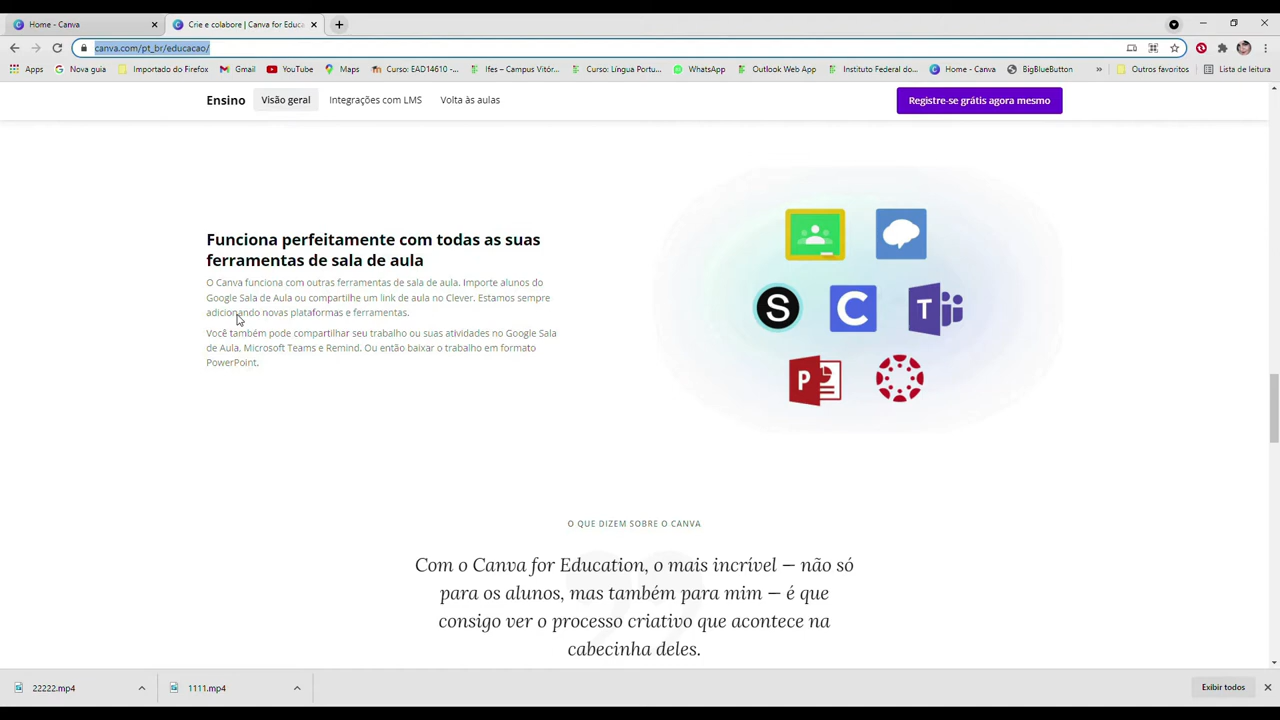 Home - Canva
Crie e colabore | Canva for Educa
canva.com/pt_br/educacao/
Apps
Nova guia
Importado do Firefox
Gmail
YouTube
Maps
Curso: EAD14610 -...
Ifes – Campus Vitór...
Curso: Língua Portu...
WhatsApp
Outlook Web App
Instituto Federal do...
Home - Canva
BigBlueButton
»
Outros favoritos
Lista de leitura
Ensino
Visão geral
Integrações com LMS
Volta às aulas
Registre-se grátis agora mesmo
Funciona perfeitamente com todas as suas
ferramentas de sala de aula
O Canva funciona com outras ferramentas de sala de aula. Importe alunos do
Google Sala de Aula ou compartilhe um link de aula no Clever. Estamos sempre
adicionando novas plataformas e ferramentas.
Você também pode compartilhar seu trabalho ou suas atividades no Google Sala
de Aula, Microsoft Teams e Remind. Ou então baixar o trabalho em formato
PowerPoint.
S
C
T
P
O QUE DIZEM SOBRE O CANVA
Com o Canva for Education, o mais incrível — não só
para os alunos, mas também para mim — é que
consigo ver o processo criativo que acontece na
cabecinha deles.
22222.mp4
1111.mp4
Exibir todos